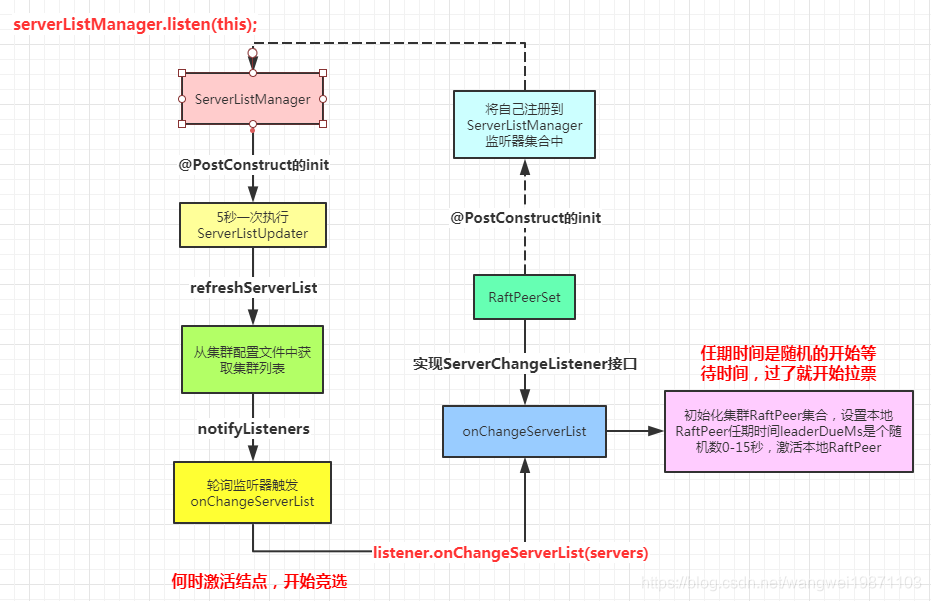 serverListManager.listen(this);
ServerListManager
@PostConstruct的init
5秒一次执行
ServerListUpdater
refreshServerList
从集群配置文件中获
取集群列表
notifyListeners
轮询监听器触发
onChangeServerList
何时激活结点，开始竞选
listener.onChangeServerList(servers)
将自己注册到
ServerListManager
监听器集合中
@PostConstruct的init
RaftPeerSet
实现ServerChangeListener接口
onChangeServerList
任期时间是随机的开始等
待时间，过了就开始拉票
初始化集群RaftPeer集合，设置本地
RaftPeer任期时间leaderDueMs是个随
机数0-15秒，激活本地RaftPeer
https://blog.csdn.net/wangwei19871103